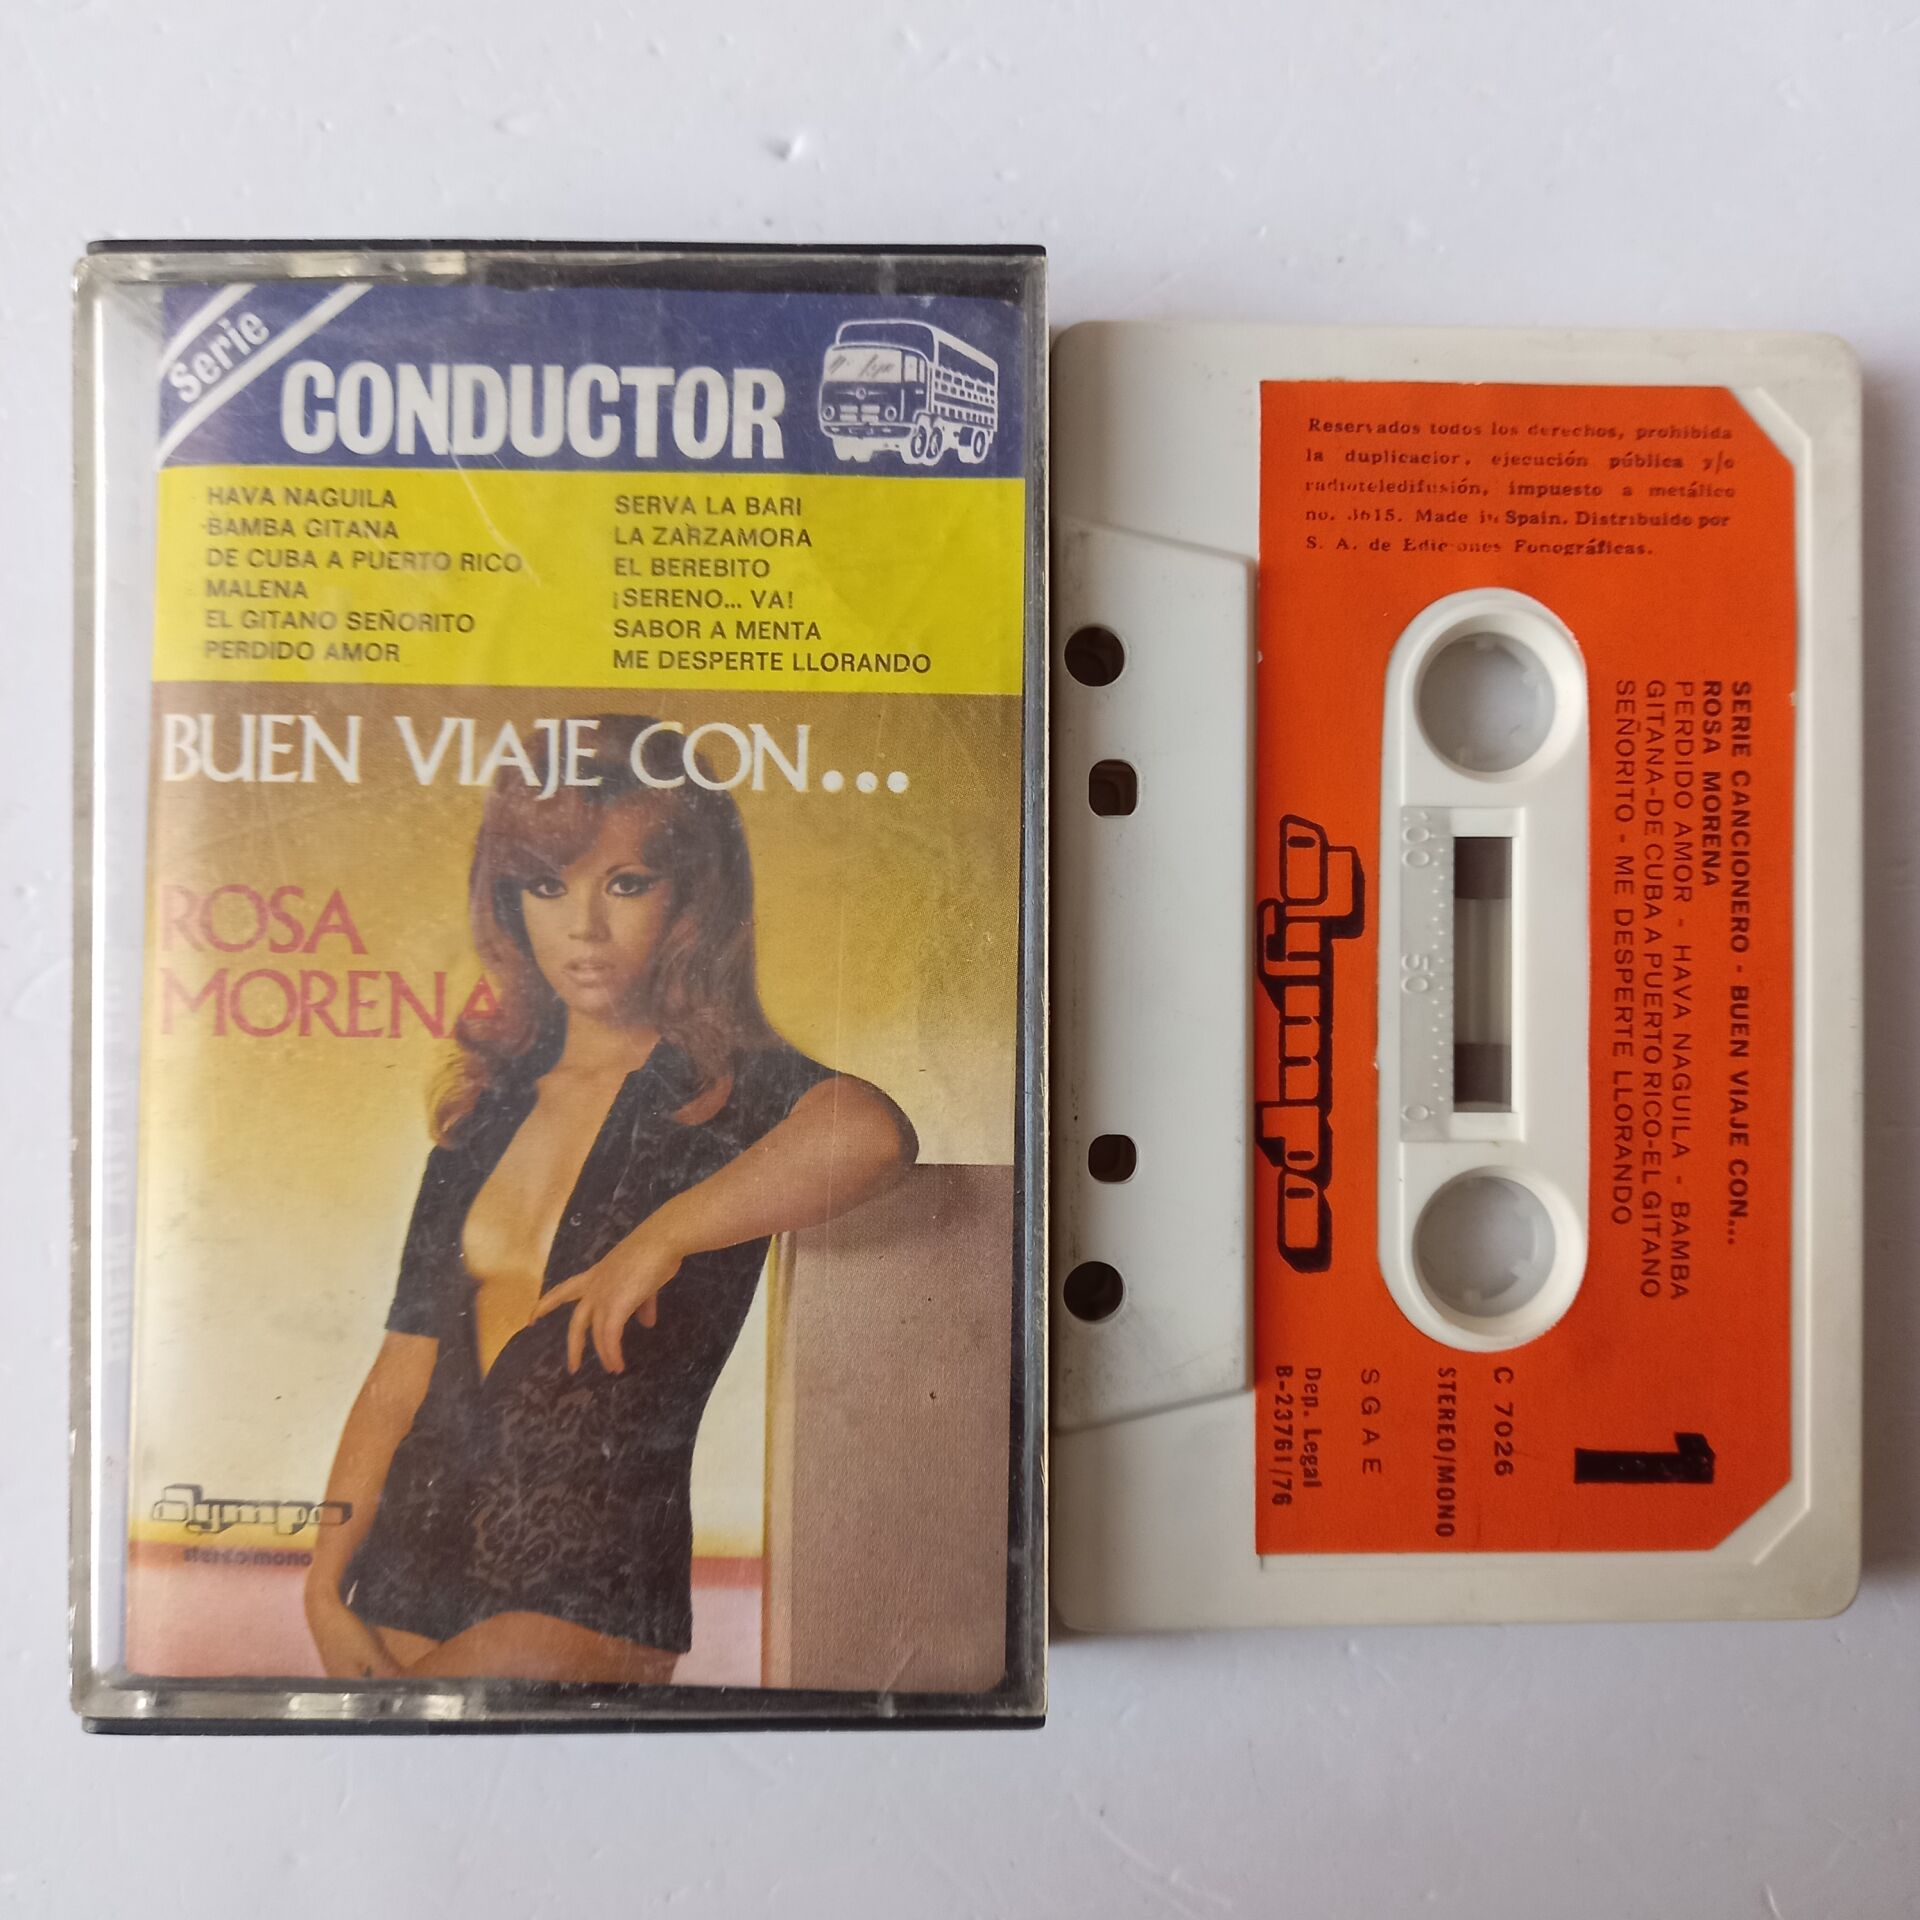 Serie
CONDUCTOR
HAVA NAGUILA
BAMBA GITANA
DE CUBA A PUERTO RICO
MALENA
EL GITANO SEÑORITO
PERDIDO AMOR
SERVA LA BARI
LA ZARZAMORA
EL BEREBITO
¡SERENO... VA!
SABOR A MENTA
ME DESPERTE LLORANDO
BUEN VIAJE CON...
ROSA
MORENA
olympo
stereo/mono
Reservados todos los derechos, prohibida
la duplicacior, ejecución pública y/o
radioteledifusión, impuesto a metálico
no. 3615. Made in Spain. Distribuido por
S. A. de Ediciones Fonográficas.
SERIE CANCIONERO - BUEN VIAJE CON...
ROSA MORENA
PERDIDO AMOR - HAVA NAGUILA - BAMBA
GITANA-DE CUBA A PUERTO RICO-EL GITANO
SEÑORITO - ME DESPERTE LLORANDO
100 50 0
olympo
1
C 7026
STEREO/MONO
SGAE
Dep. Legal
B-23761/76